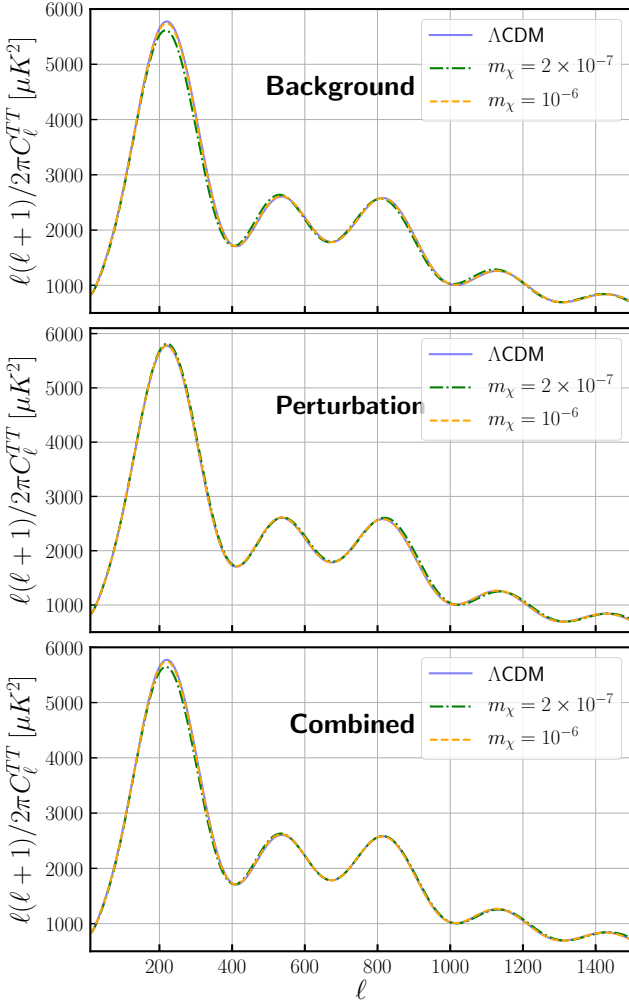 6000
5000
4000
3000
2000
1000
ℓ(ℓ + 1)/2πC_ℓ^{TT} [μK²]
Background
ΛCDM
m_χ = 2 × 10⁻⁷
m_χ = 10⁻⁶
6000
5000
4000
3000
2000
1000
ℓ(ℓ + 1)/2πC_ℓ^{TT} [μK²]
Perturbation
ΛCDM
m_χ = 2 × 10⁻⁷
m_χ = 10⁻⁶
6000
5000
4000
3000
2000
1000
ℓ(ℓ + 1)/2πC_ℓ^{TT} [μK²]
Combined
ΛCDM
m_χ = 2 × 10⁻⁷
m_χ = 10⁻⁶
200 400 600 800 1000 1200 1400
ℓ